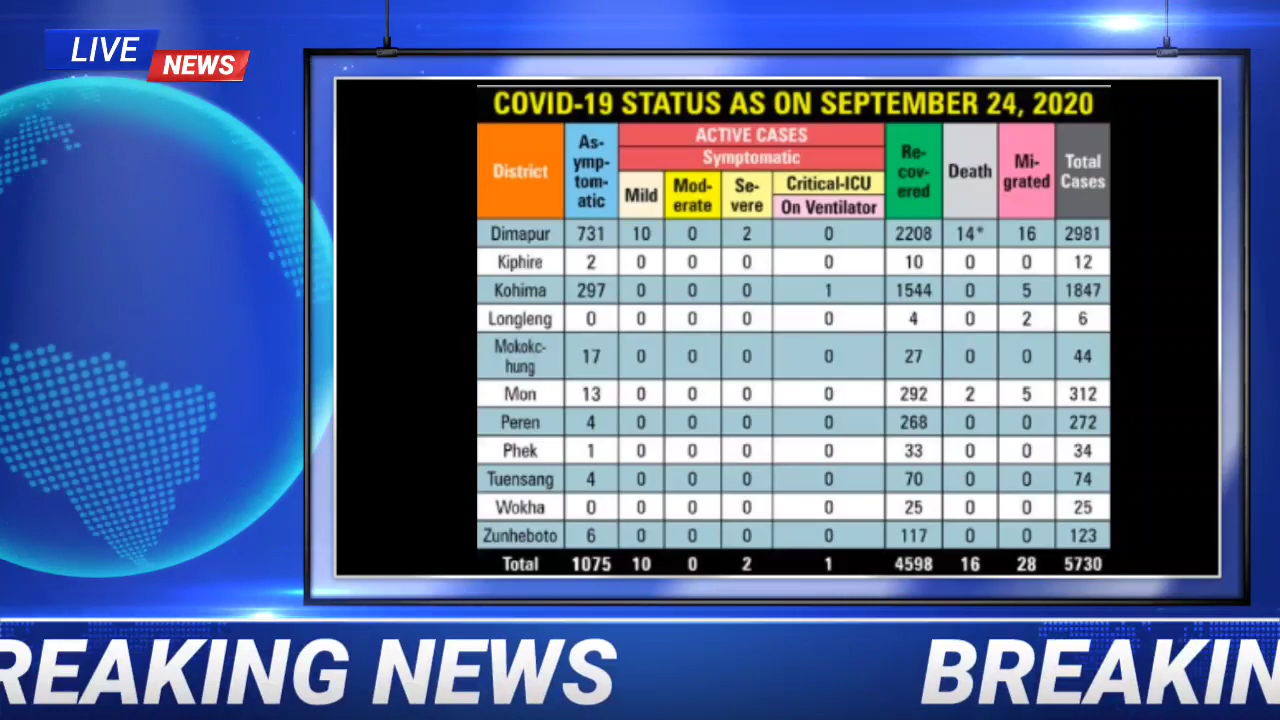 LIVE
NEWS
COVID-19 STATUS AS ON SEPTEMBER 24, 2020
District As-ymp-tom-atic ACTIVE CASES Re-cov-ered Death Mi-grated Total Cases
Symptomatic
Mild Mod-erate Se-vere Critical-ICU
On Ventilator
Dimapur 731 10 0 2 0 2208 14* 16 2981
Kiphire 2 0 0 0 0 10 0 0 12
Kohima 297 0 0 0 1 1544 0 5 1847
Longleng 0 0 0 0 0 4 0 2 6
Mokokc-hung 17 0 0 0 0 27 0 0 44
Mon 13 0 0 0 0 292 2 5 312
Peren 4 0 0 0 0 268 0 0 272
Phek 1 0 0 0 0 33 0 0 34
Tuensang 4 0 0 0 0 70 0 0 74
Wokha 0 0 0 0 0 25 0 0 25
Zunheboto 6 0 0 0 0 117 0 0 123
Total 1075 10 0 2 1 4598 16 28 5730
REAKING NEWS BREAKIN